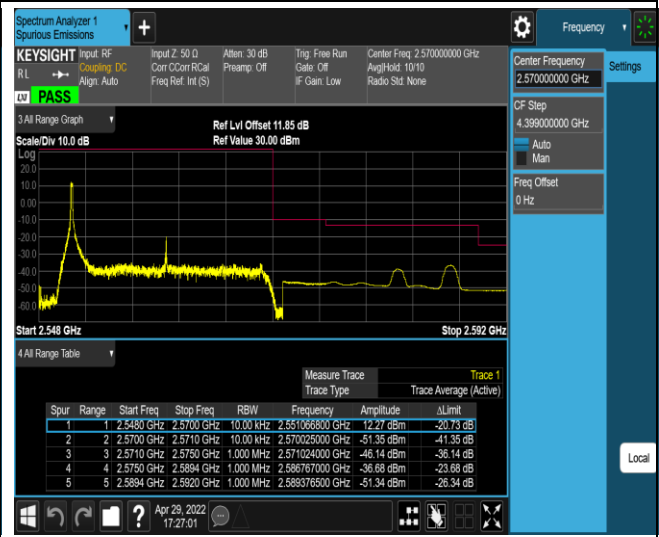 Spectrum Analyzer 1
Spurious Emissions
+
Frequency
KEYSIGHT Input: RF Input Z: 50 Ω Atten: 30 dB Trig: Free Run Center Freq: 2.570000000 GHz
RL Coupling: DC Corr CCorr RCal Preamp: Off Gate: Off Avg|Hold: 10/10
Align: Auto Freq Ref: Int (S) IF Gain: Low Radio Std: None
LXI PASS
Center Frequency
2.570000000 GHz
Settings
CF Step
4.399000000 GHz
Auto
Man
Freq Offset
0 Hz
3 All Range Graph
Ref Lvl Offset 11.85 dB
Scale/Div 10.0 dB Ref Value 30.00 dBm
Log
20.0
10.0
0.00
-10.0
-20.0
-30.0
-40.0
-50.0
-60.0
Start 2.548 GHz Stop 2.592 GHz
4 All Range Table
Measure Trace Trace 1
Trace Type Trace Average (Active)
Spur Range Start Freq Stop Freq RBW Frequency Amplitude ΔLimit
1 1 2.5480 GHz 2.5700 GHz 10.00 kHz 2.551066800 GHz 12.27 dBm -20.73 dB
2 2 2.5700 GHz 2.5710 GHz 10.00 kHz 2.570025000 GHz -51.35 dBm -41.35 dB
3 3 2.5710 GHz 2.5750 GHz 1.000 MHz 2.571024000 GHz -46.14 dBm -36.14 dB
4 4 2.5750 GHz 2.5894 GHz 1.000 MHz 2.586767000 GHz -36.68 dBm -23.68 dB
5 5 2.5894 GHz 2.5920 GHz 1.000 MHz 2.589376500 GHz -51.34 dBm -26.34 dB
Local
? Apr 29, 2022
17:27:01